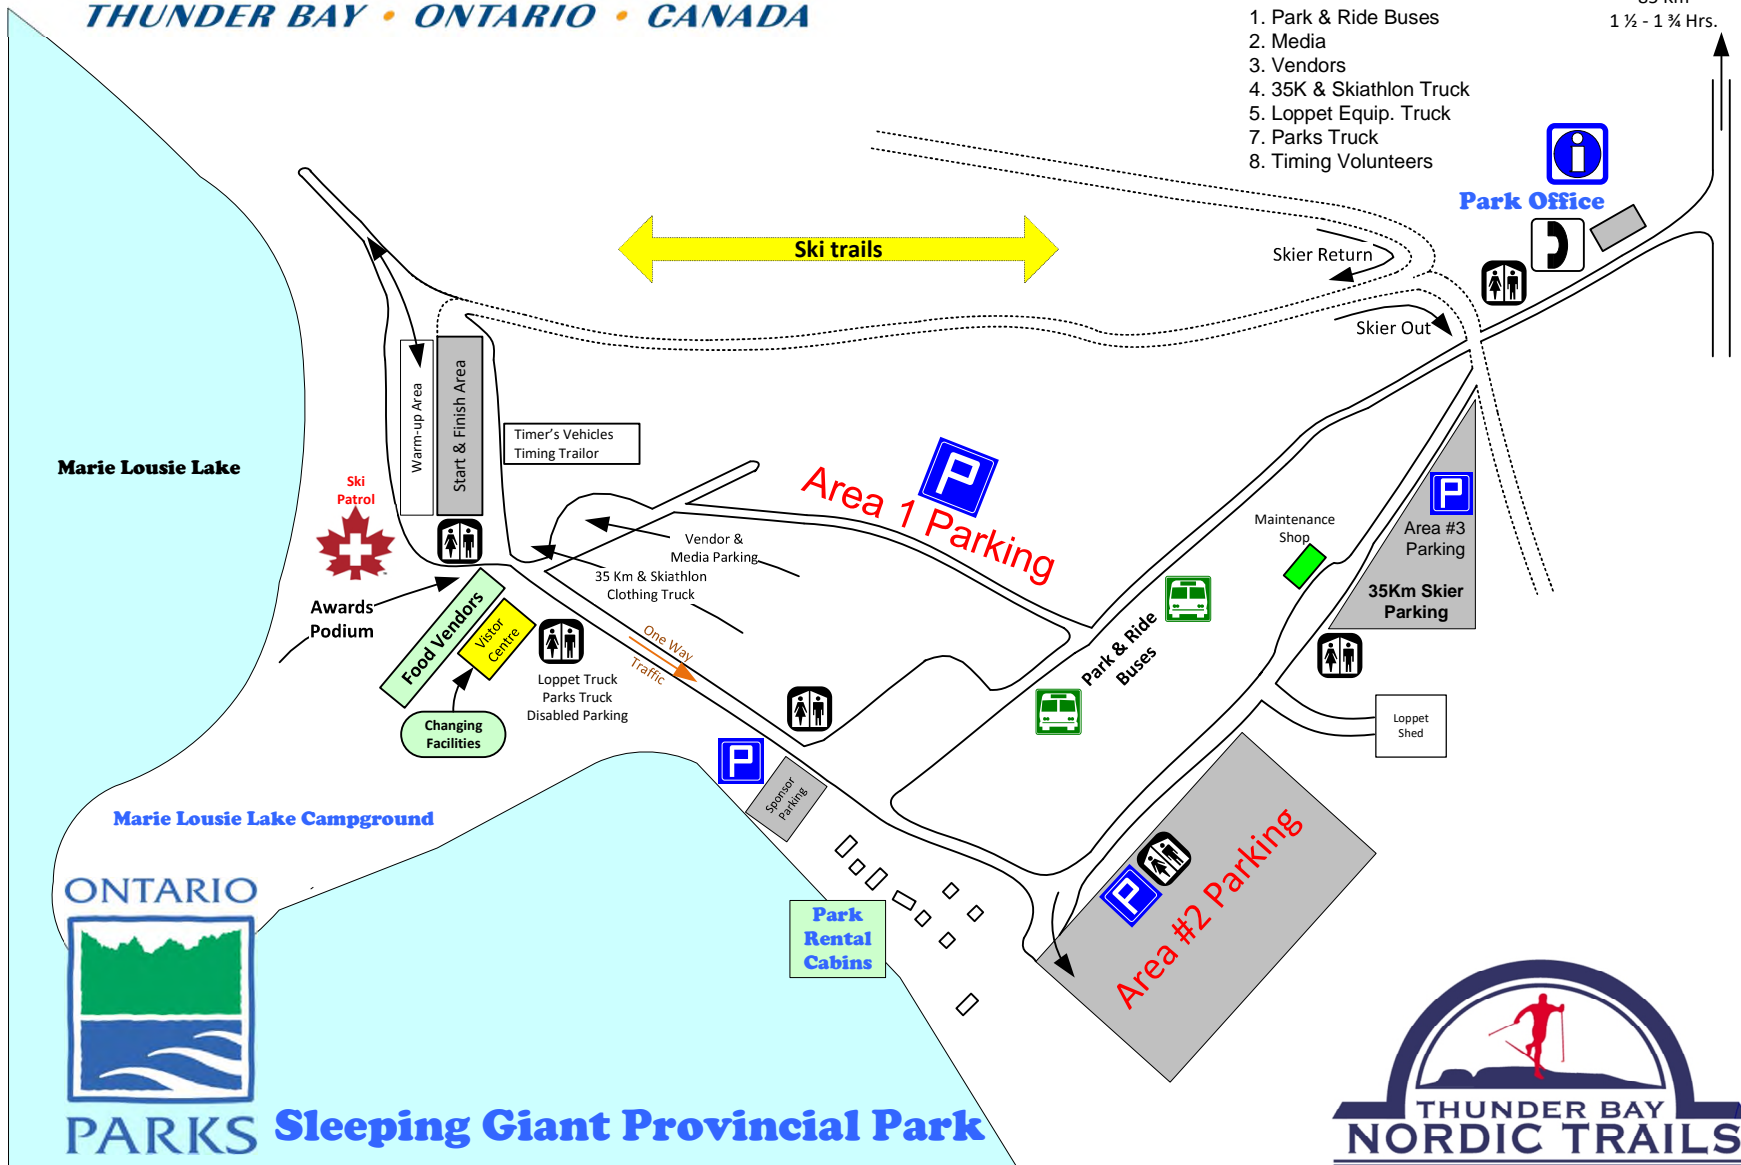 THUNDER BAY • ONTARIO • CANADA
1. Park & Ride Buses
2. Media
3. Vendors
4. 35K & Skiathlon Truck
5. Loppet Equip. Truck
7. Parks Truck
8. Timing Volunteers
1 ½ - 1 ¾ Hrs.
Park Office
Ski trails
Skier Return
Skier Out
Warm-up Area
Start & Finish Area
Timer's Vehicles
Timing Trailor
Marie Lousie Lake
Ski
Patrol
P
Area 1 Parking
Vendor &
Media Parking
35 Km & Skiathlon
Clothing Truck
Maintenance
Shop
P
Area #3
Parking
35Km Skier
Parking
Awards
Podium
Food Vendors
Vistor
Centre
Changing
Facilities
Loppet Truck
Parks Truck
Disabled Parking
One Way
Traffic
Park & Ride
Buses
Loppet
Shed
P
Sponsor
Parking
Marie Lousie Lake Campground
P
Area #2 Parking
Park
Rental
Cabins
ONTARIO
PARKS
Sleeping Giant Provincial Park
THUNDER BAY
NORDIC TRAILS